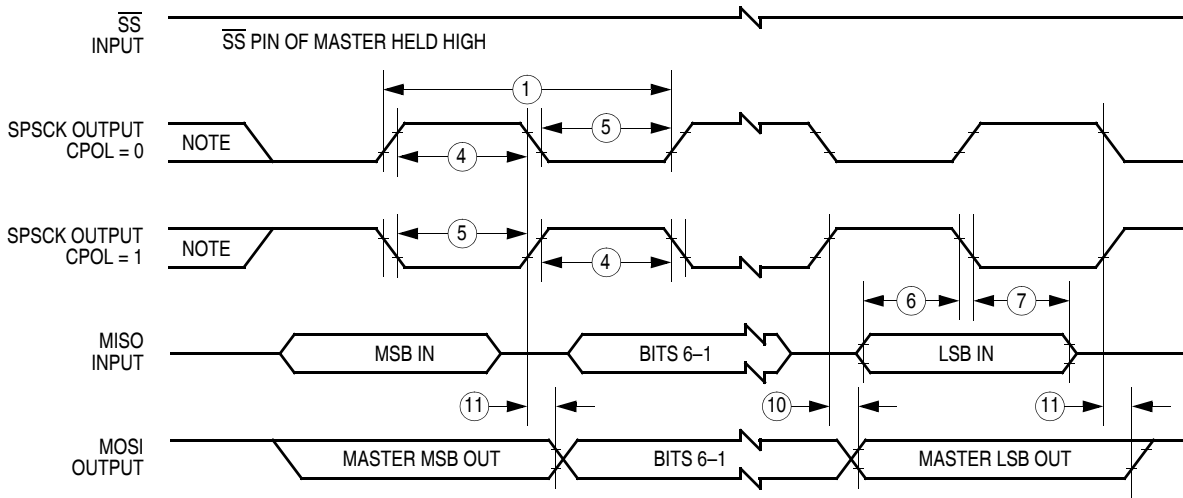 SS
INPUT
SS PIN OF MASTER HELD HIGH
1
SPSCK OUTPUT
CPOL = 0
NOTE
4
5
SPSCK OUTPUT
CPOL = 1
NOTE
5
4
6
7
MISO
INPUT
MSB IN
BITS 6–1
LSB IN
11
10
11
MOSI
OUTPUT
MASTER MSB OUT
BITS 6–1
MASTER LSB OUT